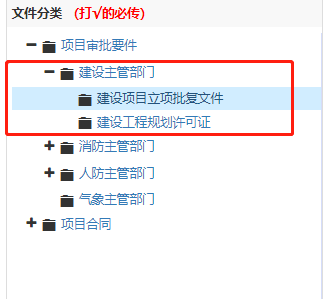 文件分类 (打√的必传)
项目审批要件
建设主管部门
建设项目立项批复文件
建设工程规划许可证
消防主管部门
人防主管部门
气象主管部门
项目合同